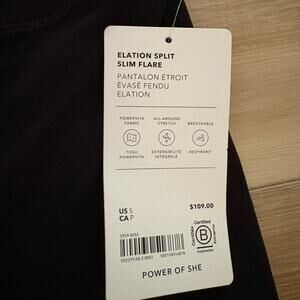 ELATION SPLIT
SLIM FLARE
PANTALON ÉTROIT
ÉVASÉ FENDU
ELATION
POWERVITA
FABRIC
ALL-AROUND
STRETCH
BREATHABLE
TISSU
POWERVITA
EXTENSIBILITÉ
INTÉGRALE
RESPIRANT
US S
CA P
$109.00
Certified
B
Corporation
POWER OF SHE